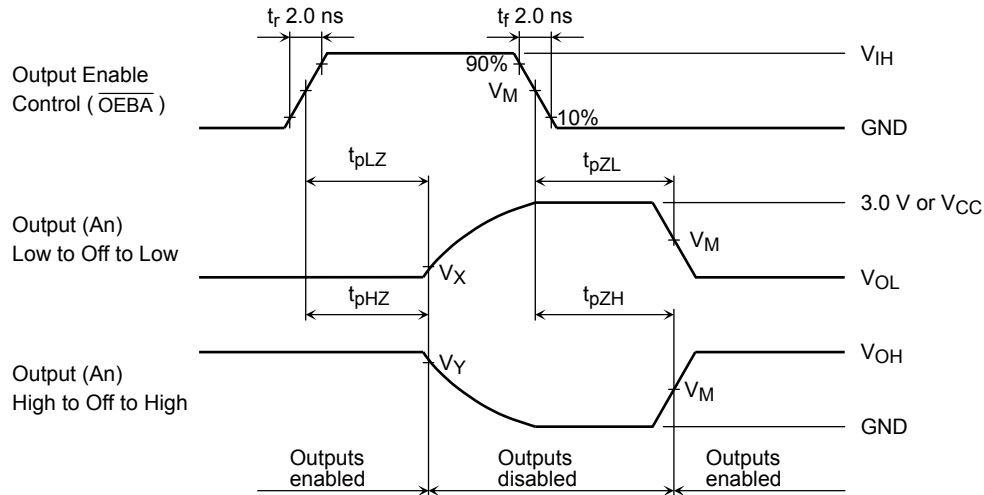 tr 2.0 ns
tf 2.0 ns
Output Enable
Control ( OEBA )
90%
VM
10%
VIH
GND
tpLZ
tpZL
Output (An)
Low to Off to Low
VX
VM
3.0 V or VCC
VOL
tpHZ
tpZH
Output (An)
High to Off to High
VY
VM
VOH
GND
Outputs
enabled
Outputs
disabled
Outputs
enabled